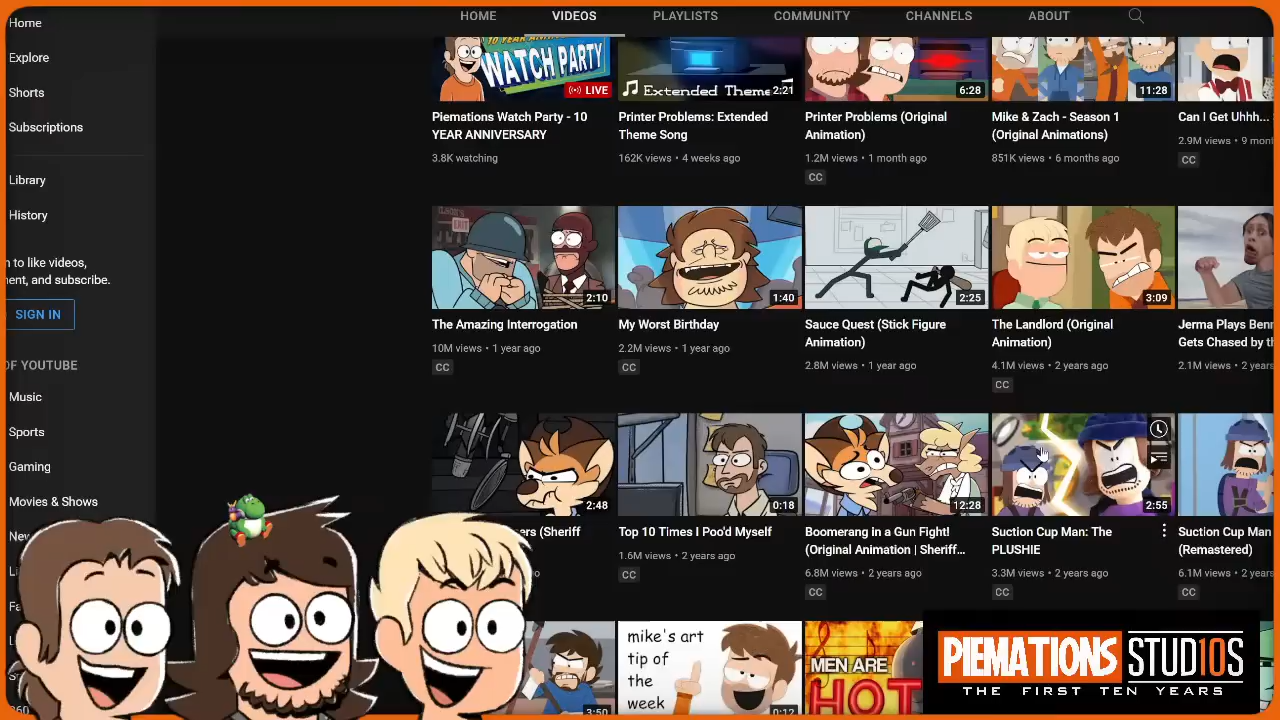 HOME VIDEOS PLAYLISTS COMMUNITY CHANNELS ABOUT
Home
Explore
Shorts
Subscriptions
Library
History
n to like videos,
nent, and subscribe.
SIGN IN
OF YOUTUBE
Music
Sports
Gaming
Movies & Shows
10 YEAR
WATCH PARTY
LIVE
Piemations Watch Party - 10
YEAR ANNIVERSARY
3.8K watching
Extended Theme
2:21
Printer Problems: Extended
Theme Song
162K views • 4 weeks ago
6:28
Printer Problems (Original
Animation)
1.2M views • 1 month ago
CC
11:28
Mike & Zach - Season 1
(Original Animations)
851K views • 6 months ago
Can I Get Uhhh...
2.9M views • 9 mon
CC
EXIT
2:10
The Amazing Interrogation
10M views • 1 year ago
CC
1:40
My Worst Birthday
2.2M views • 1 year ago
CC
2:25
Sauce Quest (Stick Figure
Animation)
2.8M views • 1 year ago
3:09
The Landlord (Original
Animation)
4.1M views • 2 years ago
CC
Jerma Plays Ben
Gets Chased by t
2.1M views • 2 years
2:48
ers (Sheriff
0:18
Top 10 Times I Poo'd Myself
1.6M views • 2 years ago
CC
12:28
Boomerang in a Gun Fight!
(Original Animation | Sheriff...
6.8M views • 2 years ago
CC
2:55
Suction Cup Man: The
PLUSHIE
3.3M views • 2 years ago
CC
Suction Cup Man
(Remastered)
6.1M views • 2 years
CC
3:50
mike's art
tip of
the
week
0:12
MEN ARE
HOT
PIEMATIONS STUD10S
THE FIRST TEN YEARS